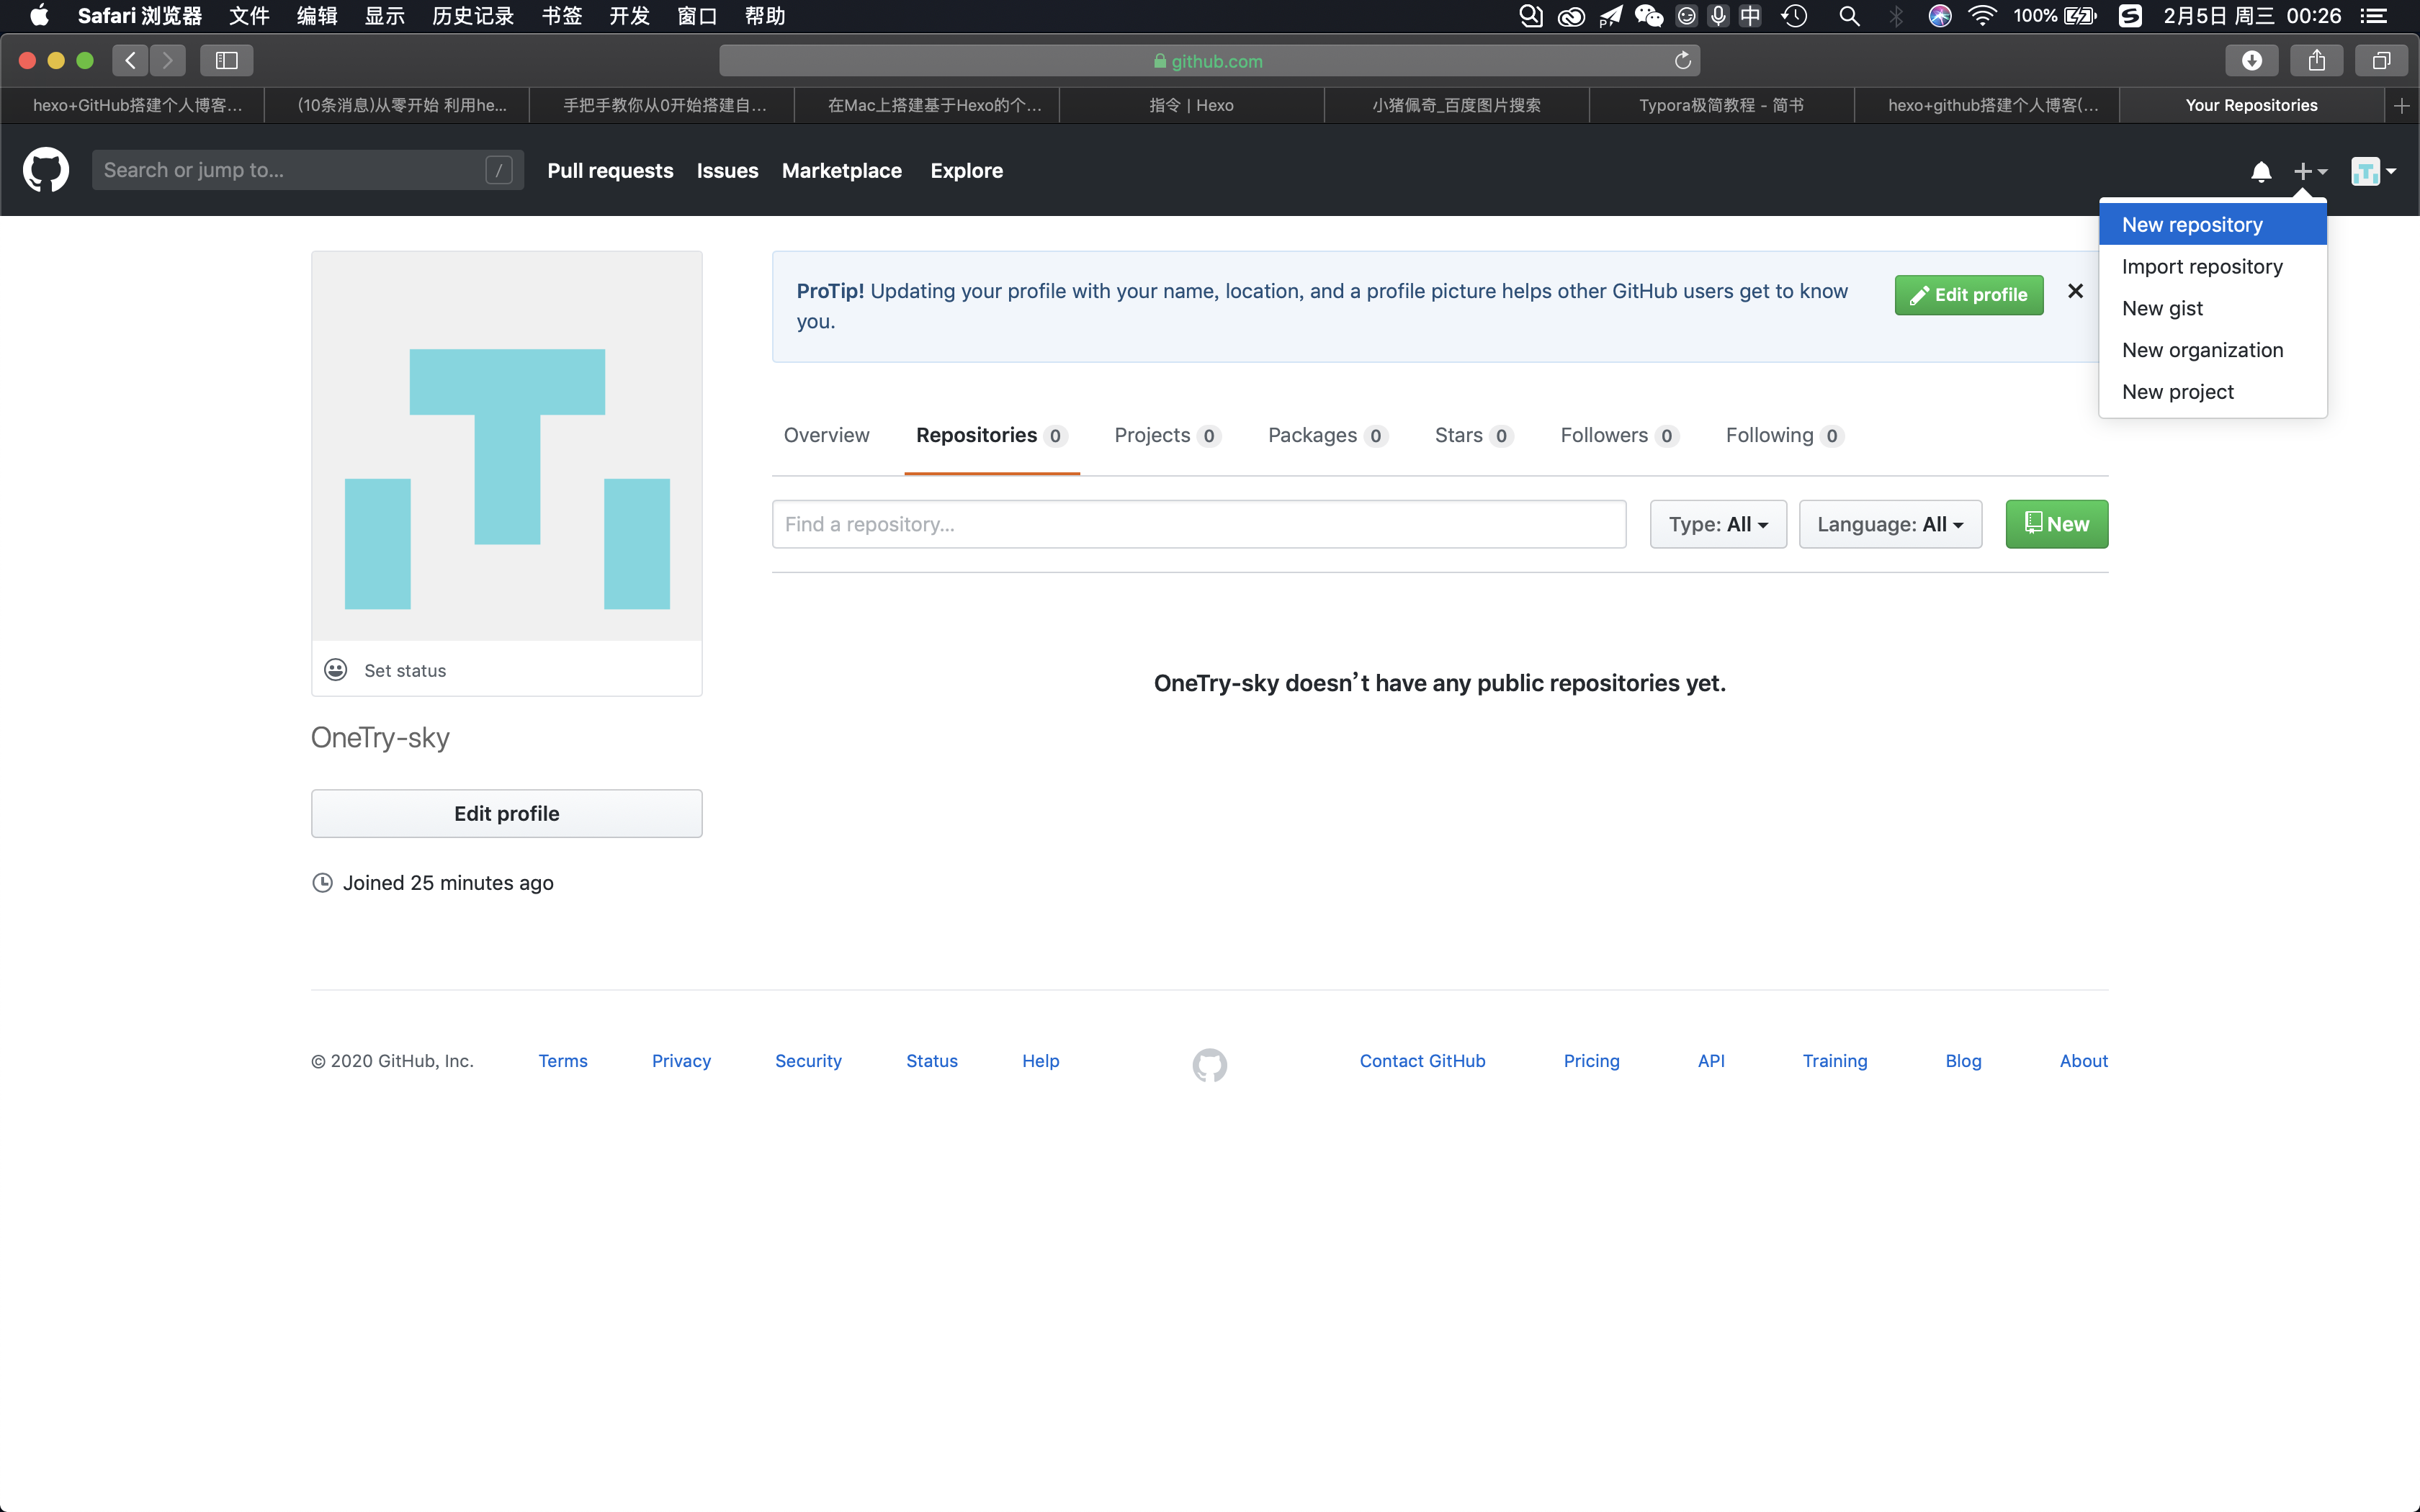 Safari 浏览器 文件 编辑 显示 历史记录 书签 开发 窗口 帮助 中 100% 2月5日 周三 00:26
github.com
hexo+GitHub搭建个人博客... (10条消息)从零开始 利用he... 手把手教你从0开始搭建自... 在Mac上搭建基于Hexo的个... 指令 | Hexo 小猪佩奇_百度图片搜索 Typora极简教程 - 简书 hexo+github搭建个人博客(... Your Repositories
Search or jump to... / Pull requests Issues Marketplace Explore
New repository
Import repository
New gist
New organization
New project
ProTip! Updating your profile with your name, location, and a profile picture helps other GitHub users get to know
you.
Edit profile
Overview Repositories 0 Projects 0 Packages 0 Stars 0 Followers 0 Following 0
Find a repository... Type: All Language: All New
OneTry-sky doesn’t have any public repositories yet.
Set status
OneTry-sky
Edit profile
Joined 25 minutes ago
© 2020 GitHub, Inc. Terms Privacy Security Status Help Contact GitHub Pricing API Training Blog About